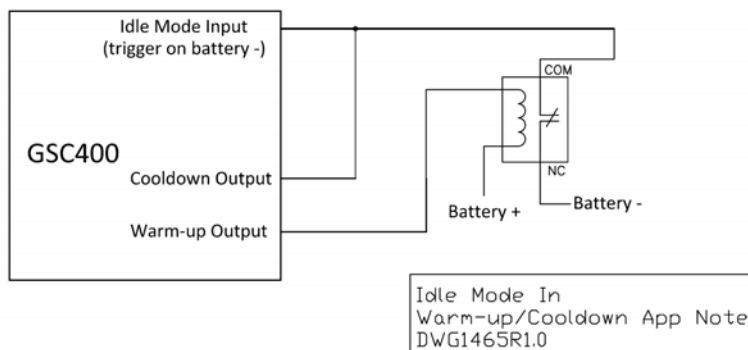 Idle Mode Input
(trigger on battery -)
COM
GSC400
Cooldown Output
NC
Battery +
Battery -
Warm-up Output
Idle Mode In
Warm-up/Cooldown App Note
DWG1465R1.0